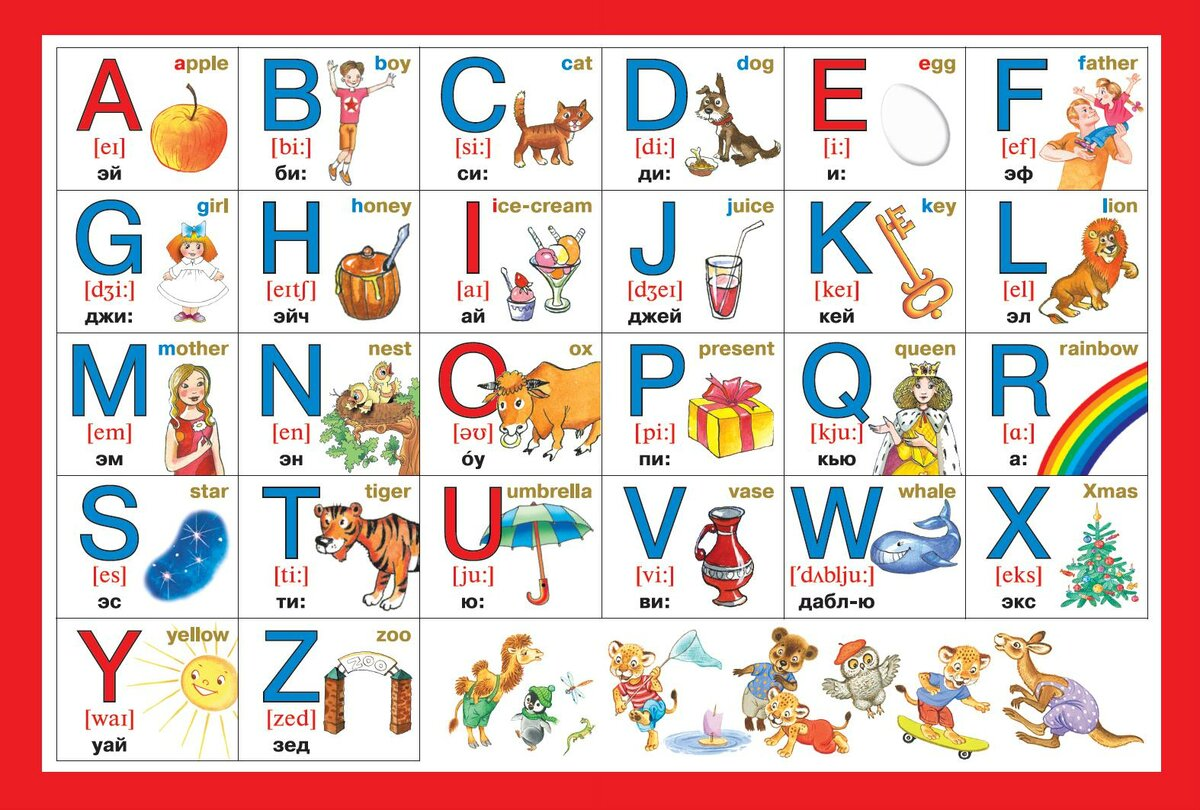 apple
A
[eɪ]
эй
boy
B
[bi:]
би:
cat
C
[si:]
си:
dog
D
[di:]
ди:
egg
E
[i:]
и:
father
F
[ef]
эф
girl
G
[dʒi:]
джи:
honey
H
[eɪtʃ]
эйч
ice-cream
I
[aɪ]
ай
juice
J
[dʒeɪ]
джей
key
K
[keɪ]
кей
lion
L
[el]
эл
mother
M
[em]
эм
nest
N
[en]
эн
ox
O
[əʊ]
óу
present
P
[pi:]
пи:
queen
Q
[kju:]
кью
rainbow
R
[ɑ:]
а:
star
S
[es]
эс
tiger
T
[ti:]
ти:
umbrella
U
[ju:]
ю:
vase
V
[vi:]
ви:
whale
W
['dʌblju:]
дабл-ю
Xmas
X
[eks]
экс
yellow
Y
[waɪ]
уай
zoo
Z
ZOO
[zed]
зед